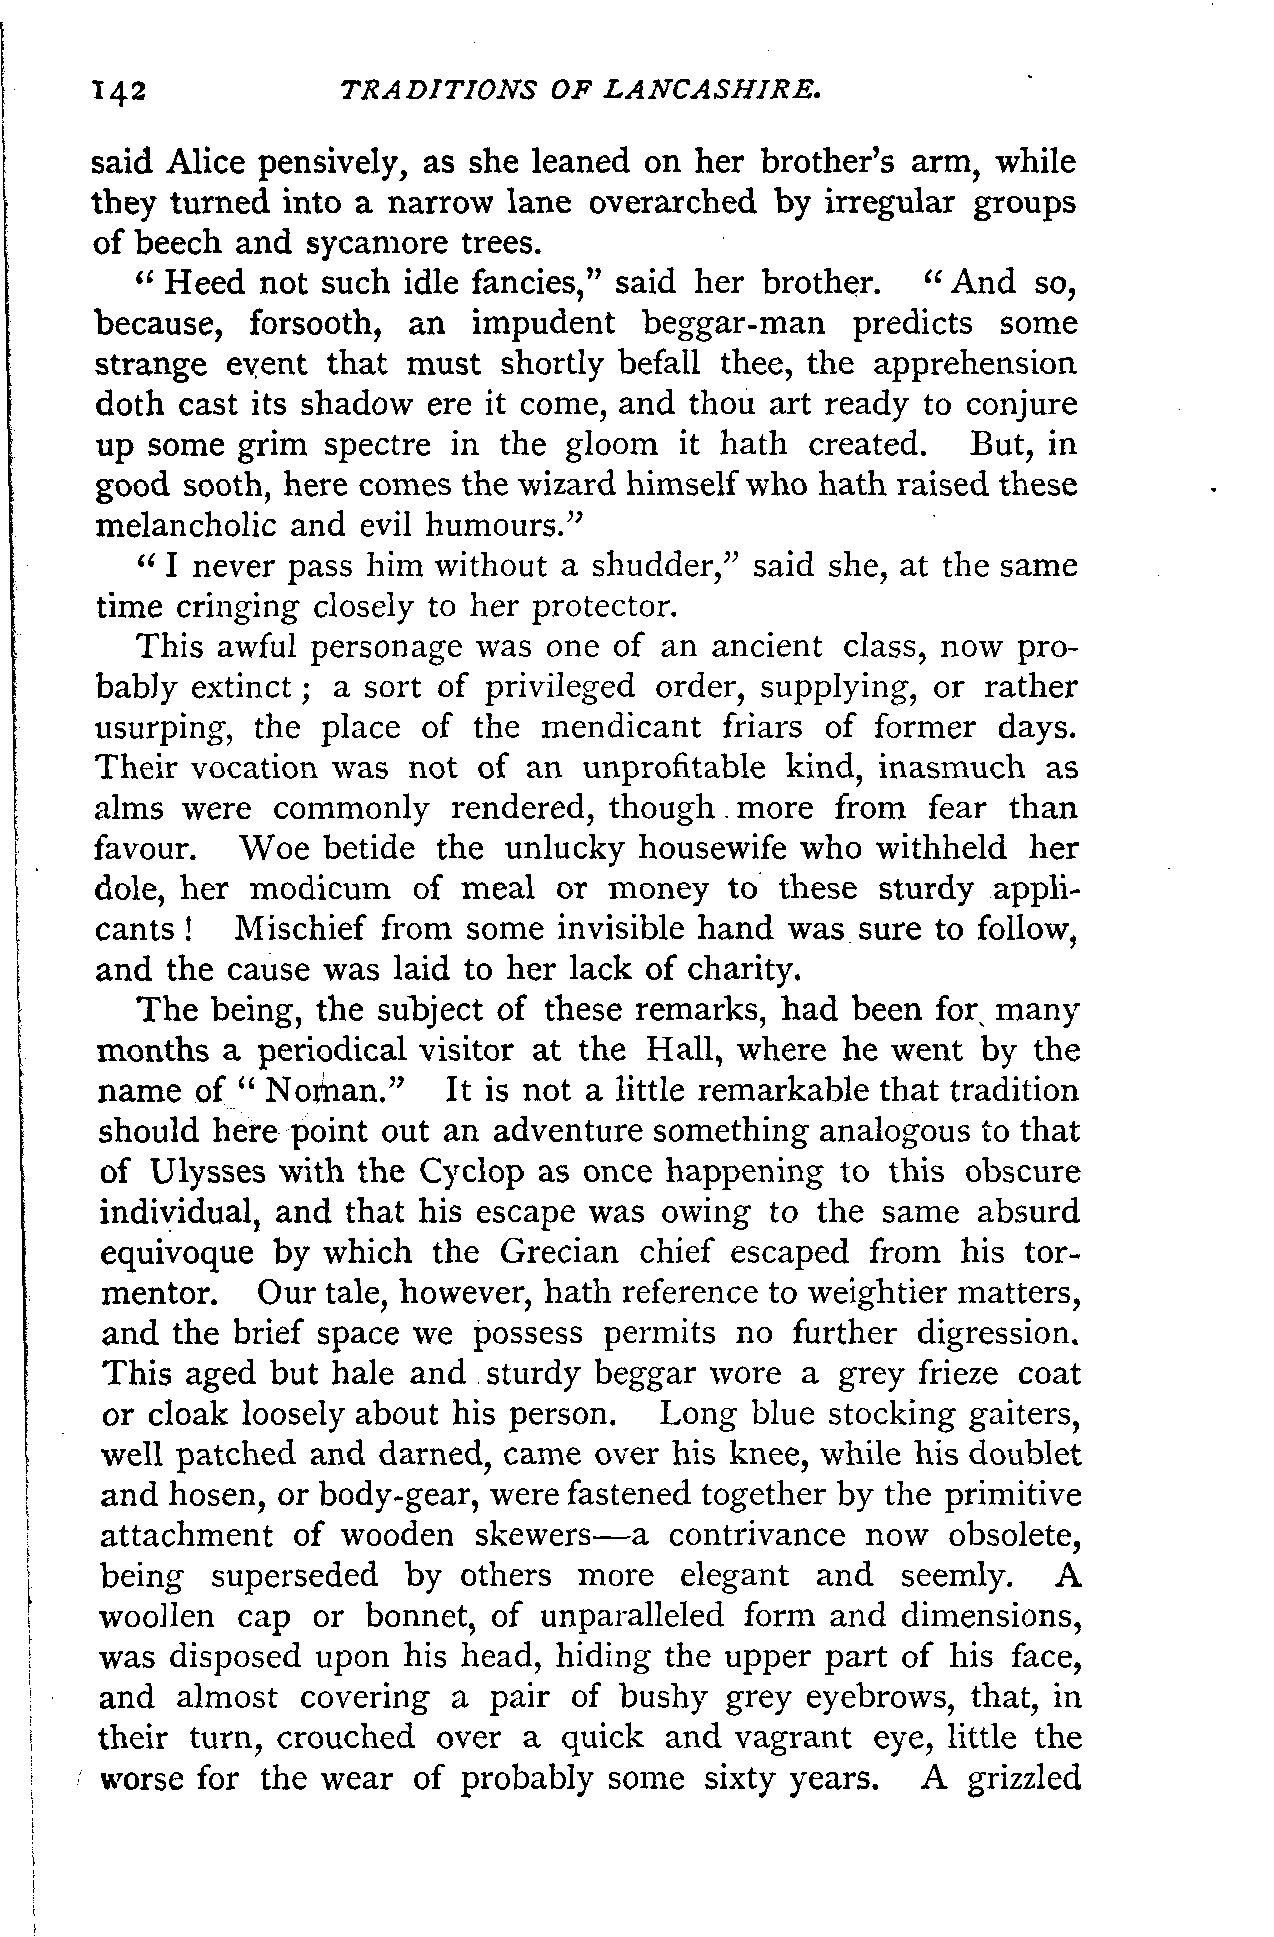 142 TRADITIONS OF LANCASHIRE.
said Alice pensively, as she leaned on her brother's arm, while
they turned into a narrow lane overarched by irregular groups
of beech and sycamore trees.
“ Heed not such idle fancies,” said her brother. “ And so,
because, forsooth, an impudent beggar-man predicts some
strange event that must shortly befall thee, the apprehension
doth cast its shadow ere it come, and thou art ready to conjure
up some grim spectre in the gloom it hath created. But, in
good sooth, here comes the wizard himself who hath raised these
melancholic and evil humours.”
“ I never pass him without a shudder,” said she, at the same
time cringing closely to her protector.
This awful personage was one of an ancient class, now pro-
bably extinct ; a sort of privileged order, supplying, or rather
usurping, the place of the mendicant friars of former days.
Their vocation was not of an unprofitable kind, inasmuch as
alms were commonly rendered, though more from fear than
favour. Woe betide the unlucky housewife who withheld her
dole, her modicum of meal or money to these sturdy appli-
cants ! Mischief from some invisible hand was sure to follow,
and the cause was laid to her lack of charity.
The being, the subject of these remarks, had been for many
months a periodical visitor at the Hall, where he went by the
name of “ Noman.” It is not a little remarkable that tradition
should here point out an adventure something analogous to that
of Ulysses with the Cyclop as once happening to this obscure
individual, and that his escape was owing to the same absurd
equivoque by which the Grecian chief escaped from his tor-
mentor. Our tale, however, hath reference to weightier matters,
and the brief space we possess permits no further digression.
This aged but hale and sturdy beggar wore a grey frieze coat
or cloak loosely about his person. Long blue stocking gaiters,
well patched and darned, came over his knee, while his doublet
and hosen, or body-gear, were fastened together by the primitive
attachment of wooden skewers—a contrivance now obsolete,
being superseded by others more elegant and seemly. A
woollen cap or bonnet, of unparalleled form and dimensions,
was disposed upon his head, hiding the upper part of his face,
and almost covering a pair of bushy grey eyebrows, that, in
their turn, crouched over a quick and vagrant eye, little the
worse for the wear of probably some sixty years. A grizzled